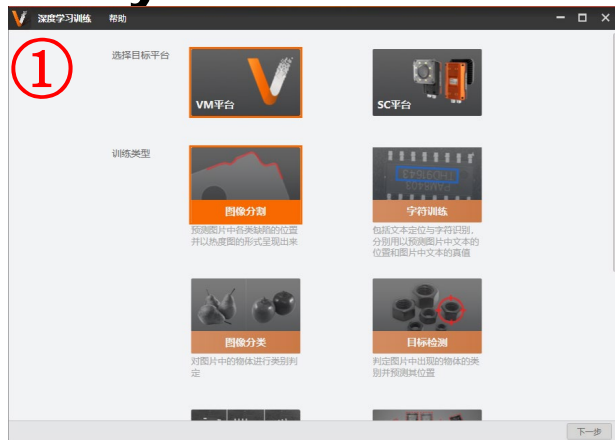 深度学习训练 帮助
①
选择目标平台
VM平台
SC平台
训练类型
图像分割
字符训练
预测图片中各类缺陷的位置
并以热度图的形式呈现出来
包括文本定位与字符识别,
分别用以预测图片中文本的
位置和图片中文本的真值
图像分类
目标检测
对图片中的物体进行类别判
定
判定图片中出现的物体的类
别并预测其位置
下一步